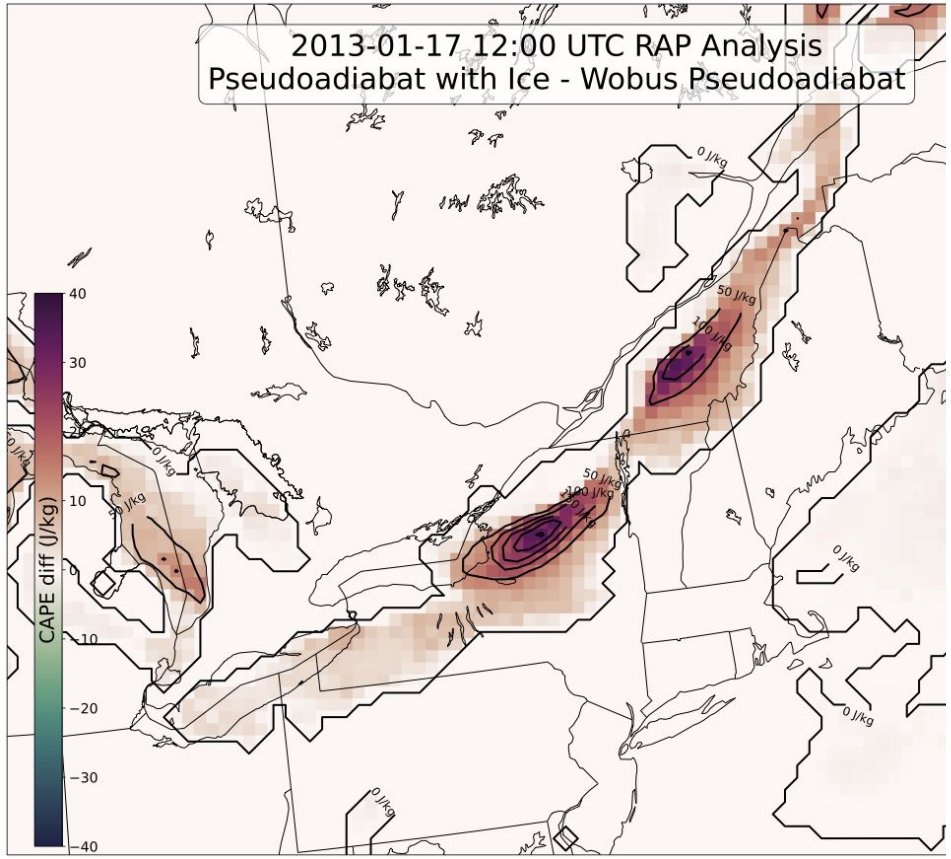 2013-01-17 12:00 UTC RAP Analysis
Pseudoadiabat with Ice - Wobus Pseudoadiabat
0 J/kg
50 J/kg
100 J/kg
40
30
10
−10
−20
−30
−40
CAPE diff (J/kg)
0 J/kg
50 J/kg
100 J/kg
0 J/kg
0 J/kg
0 J/kg